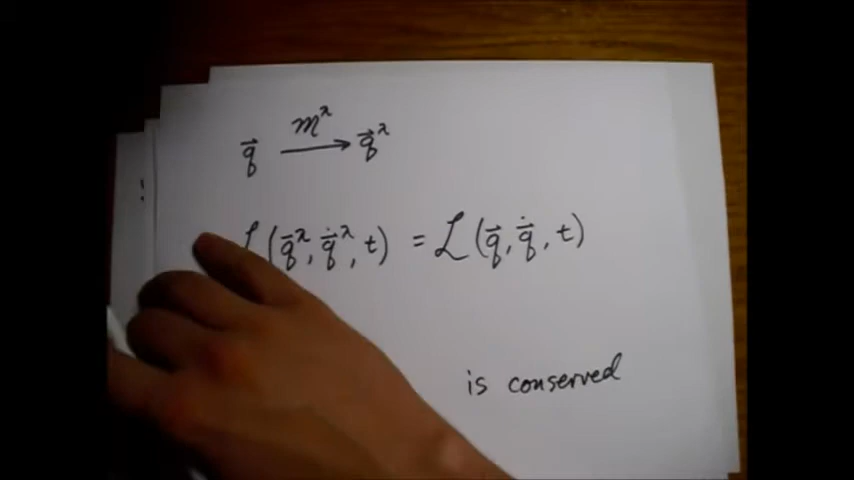 q⃗ —m^λ→ q⃗^λ
L(q⃗^λ, q⃗̇^λ, t) = L(q⃗, q⃗̇, t)
is conserved